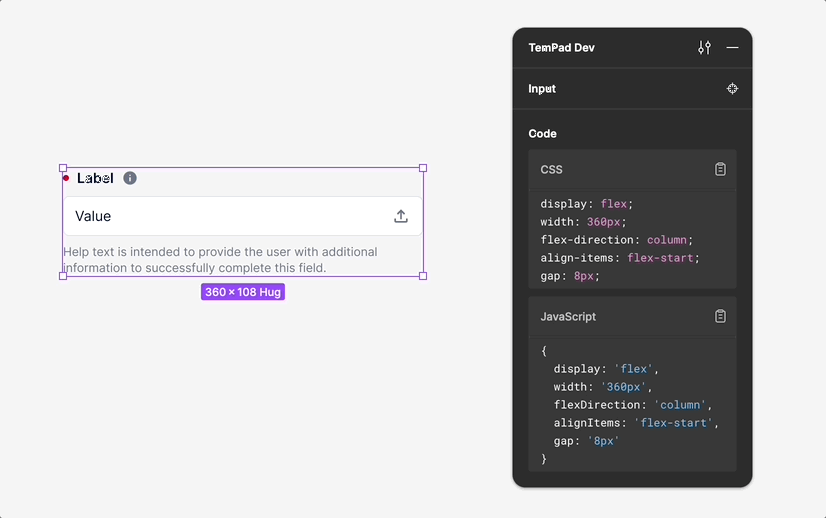 Label
Value
Help text is intended to provide the user with additional
information to successfully complete this field.
360 × 108 Hug
TemPad Dev
Input
Code
CSS
display: flex;
width: 360px;
flex-direction: column;
align-items: flex-start;
gap: 8px;
JavaScript
{
display: 'flex',
width: '360px',
flexDirection: 'column',
alignItems: 'flex-start',
gap: '8px'
}